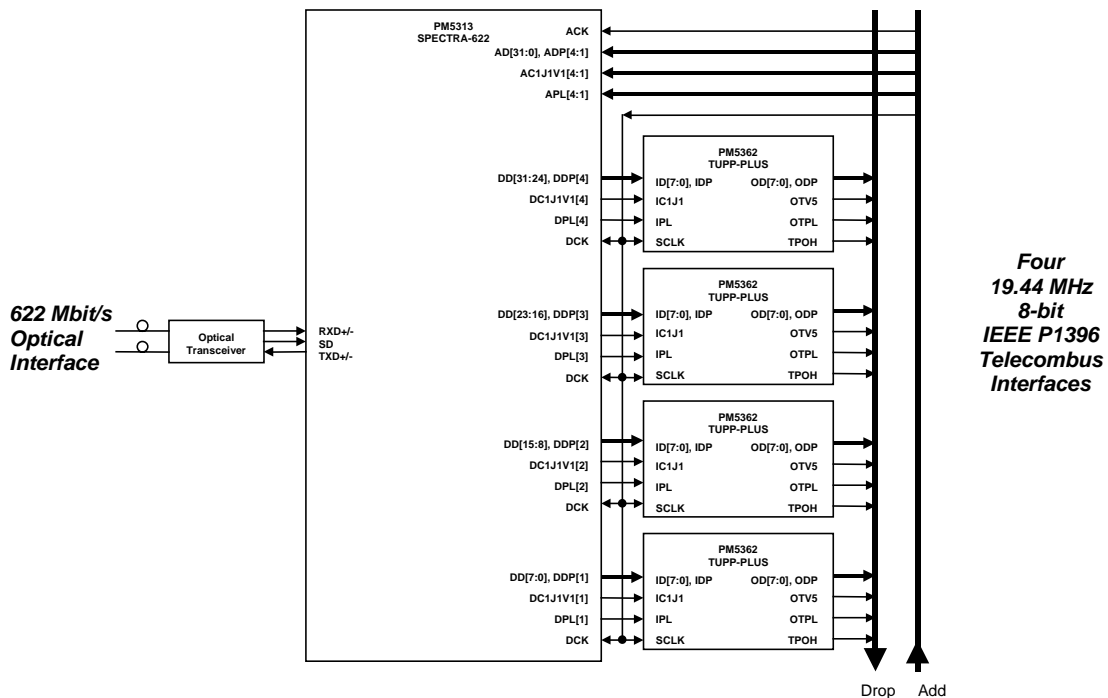 PM5313
SPECTRA-622
ACK
AD[31:0], ADP[4:1]
AC1J1V1[4:1]
APL[4:1]
PM5362
TUPP-PLUS
DD[31:24], DDP[4]
ID[7:0], IDP
OD[7:0], ODP
DC1J1V1[4]
IC1J1
OTV5
DPL[4]
IPL
OTPL
DCK
SCLK
TPOH
622 Mbit/s
Optical
Interface
Optical
Transceiver
RXD+/-
SD
TXD+/-
PM5362
TUPP-PLUS
DD[23:16], DDP[3]
ID[7:0], IDP
OD[7:0], ODP
DC1J1V1[3]
IC1J1
OTV5
DPL[3]
IPL
OTPL
DCK
SCLK
TPOH
Four
19.44 MHz
8-bit
IEEE P1396
Telecombus
Interfaces
PM5362
TUPP-PLUS
DD[15:8], DDP[2]
ID[7:0], IDP
OD[7:0], ODP
DC1J1V1[2]
IC1J1
OTV5
DPL[2]
IPL
OTPL
DCK
SCLK
TPOH
PM5362
TUPP-PLUS
DD[7:0], DDP[1]
ID[7:0], IDP
OD[7:0], ODP
DC1J1V1[1]
IC1J1
OTV5
DPL[1]
IPL
OTPL
DCK
SCLK
TPOH
Drop
Add